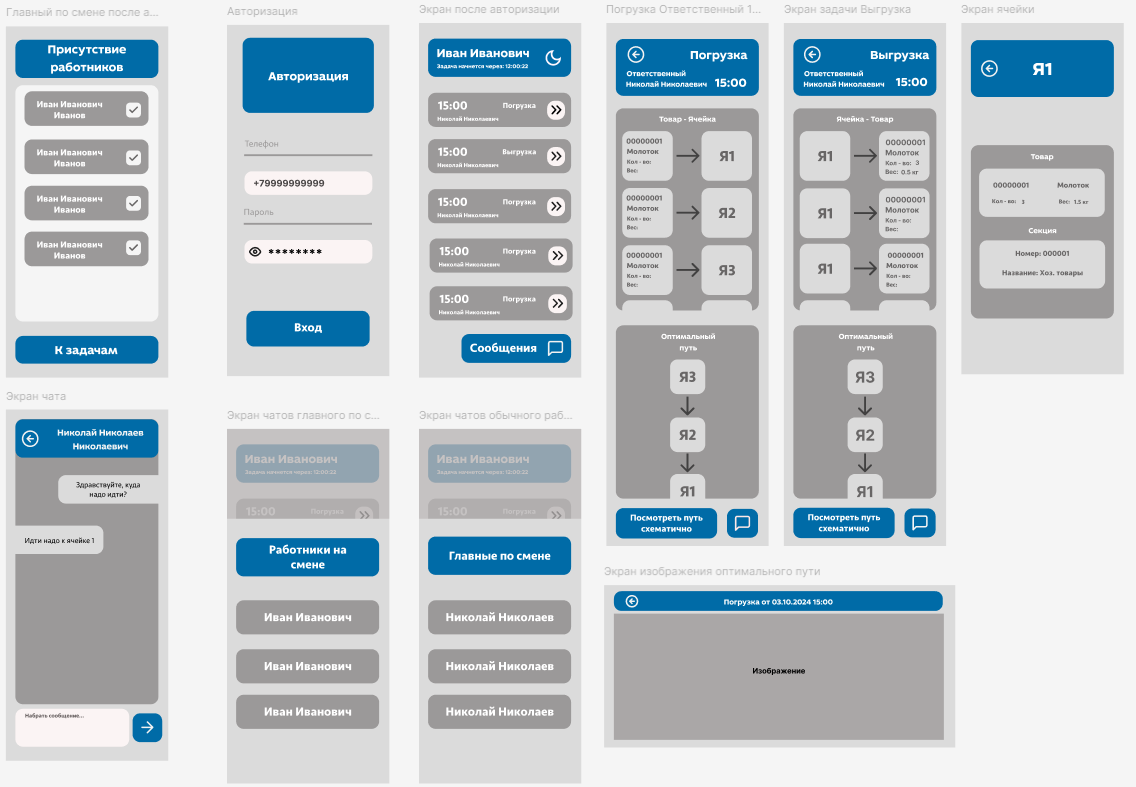 Главный по смене после а...
Присутствие
работников
Иван Иванович
Иванов
Иван Иванович
Иванов
Иван Иванович
Иванов
Иван Иванович
Иванов
К задачам
Авторизация
Авторизация
Телефон
+79999999999
Пароль
********
Вход
Экран после авторизации
Иван Иванович
Задача начнется через: 12:00:22
15:00 Погрузка
Николай Николаевич
15:00 Выгрузка
Николай Николаевич
15:00 Погрузка
Николай Николаевич
15:00 Погрузка
Николай Николаевич
15:00 Погрузка
Николай Николаевич
Сообщения
Погрузка Ответственный 1...
Погрузка
Ответственный
Николай Николаевич 15:00
Товар - Ячейка
00000001
Молоток
Кол - во:
Вес:
Я1
00000001
Молоток
Кол - во:
Вес:
Я2
00000001
Молоток
Кол - во:
Вес:
Я3
Оптимальный
путь
Я3
Я2
Я1
Посмотреть путь
схематично
Экран задачи Выгрузка
Выгрузка
Ответственный
Николай Николаевич 15:00
Ячейка - Товар
Я1
00000001
Молоток
Кол - во: 3
Вес: 0.5 кг
Я1
00000001
Молоток
Кол - во:
Вес:
Я1
00000001
Молоток
Кол - во:
Вес:
Оптимальный
путь
Я3
Я2
Я1
Посмотреть путь
схематично
Экран ячейки
Я1
Товар
00000001 Молоток
Кол - во: 3 Вес: 1.5 кг
Секция
Номер: 000001
Название: Хоз. товары
Экран чата
Николай Николаев
Николаевич
Здравствуйте, куда
надо идти?
Идти надо к ячейке 1
Набрать сообщение...
Экран чатов главного по с...
Иван Иванович
Задача начнется через: 12:00:22
15:00 Погрузка
Работники на
смене
Иван Иванович
Иван Иванович
Иван Иванович
Экран чатов обычного раб...
Иван Иванович
Задача начнется через: 12:00:22
15:00 Погрузка
Главные по смене
Николай Николаев
Николай Николаев
Николай Николаев
Экран изображения оптимального пути
Погрузка от 03.10.2024 15:00
Изображение